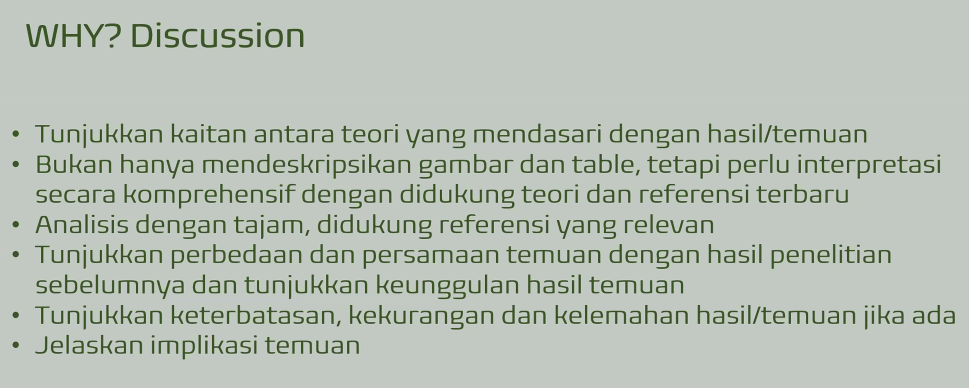 WHY? Discussion
• Tunjukkan kaitan antara teori yang mendasari dengan hasil/temuan
• Bukan hanya mendeskripsikan gambar dan table, tetapi perlu interpretasi
secara komprehensif dengan didukung teori dan referensi terbaru
• Analisis dengan tajam, didukung referensi yang relevan
• Tunjukkan perbedaan dan persamaan temuan dengan hasil penelitian
sebelumnya dan tunjukkan keunggulan hasil temuan
• Tunjukkan keterbatasan, kekurangan dan kelemahan hasil/temuan jika ada
• Jelaskan implikasi temuan